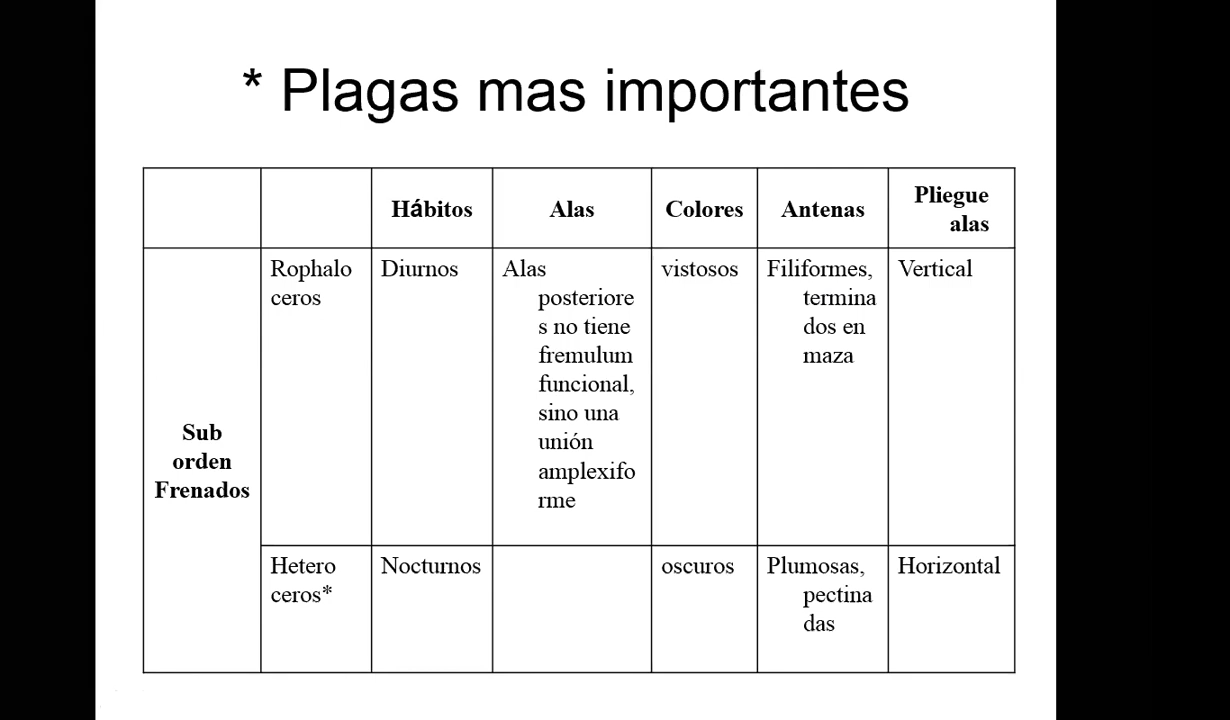 * Plagas mas importantes
Hábitos
Alas
Colores
Antenas
Pliegue
alas
Sub
orden
Frenados
Rophalo
ceros
Diurnos
Alas
posteriore
s no tiene
fremulum
funcional,
sino una
unión
amplexifo
rme
vistosos
Filiformes,
termina
dos en
maza
Vertical
Hetero
ceros*
Nocturnos
oscuros
Plumosas,
pectina
das
Horizontal